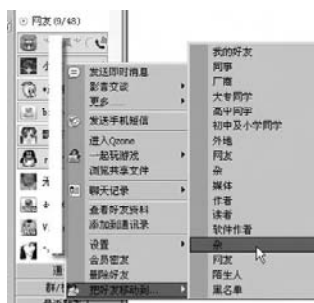 网友(9/48)
发送即时消息
影音交谈
更多......
发送手机短信
进入Qzone
一起玩游戏
浏览共享文件
聊天记录
查看好友资料
添加到通讯录
设置
会员密友
删除好友
把好友移动到...
我的好友
同事
厂商
大专同学
高中同学
初中及小学同学
外地
网友
杂
媒体
作者
读者
软件作者
杂
网友
陌生人
黑名单